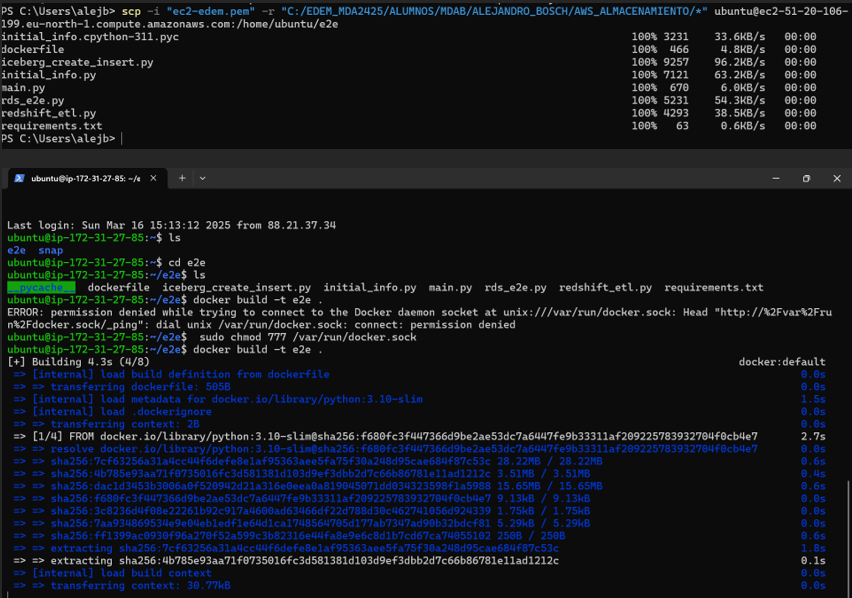 PS C:\Users\alejb> scp -i "ec2-edem.pem" -r "C:/EDEM_MDA2425/ALUMNOS/MDAB/ALEJANDRO_BOSCH/AWS_ALMACENAMIENTO/*" ubuntu@ec2-51-20-106-
199.eu-north-1.compute.amazonaws.com:/home/ubuntu/e2e
initial_info.cpython-311.pyc 100% 3231 33.6KB/s 00:00
dockerfile 100% 466 4.8KB/s 00:00
iceberg_create_insert.py 100% 9257 96.2KB/s 00:00
initial_info.py 100% 7121 63.2KB/s 00:00
main.py 100% 670 6.0KB/s 00:00
rds_e2e.py 100% 5231 54.3KB/s 00:00
redshift_etl.py 100% 4293 38.5KB/s 00:00
requirements.txt 100% 63 0.6KB/s 00:00
PS C:\Users\alejb>
ubuntu@ip-172-31-27-85: ~/e
Last login: Sun Mar 16 15:13:12 2025 from 88.21.37.34
ubuntu@ip-172-31-27-85:~$ ls
e2e snap
ubuntu@ip-172-31-27-85:~$ cd e2e
ubuntu@ip-172-31-27-85:~/e2e$ ls
__pycache__ dockerfile iceberg_create_insert.py initial_info.py main.py rds_e2e.py redshift_etl.py requirements.txt
ubuntu@ip-172-31-27-85:~/e2e$ docker build -t e2e .
ERROR: permission denied while trying to connect to the Docker daemon socket at unix:///var/run/docker.sock: Head "http://%2Fvar%2Fru
n%2Fdocker.sock/_ping": dial unix /var/run/docker.sock: connect: permission denied
ubuntu@ip-172-31-27-85:~/e2e$ sudo chmod 777 /var/run/docker.sock
ubuntu@ip-172-31-27-85:~/e2e$ docker build -t e2e .
[+] Building 4.3s (4/8) docker:default
=> [internal] load build definition from dockerfile 0.0s
=> => transferring dockerfile: 505B 0.0s
=> [internal] load metadata for docker.io/library/python:3.10-slim 1.5s
=> [internal] load .dockerignore 0.0s
=> => transferring context: 2B 0.0s
=> [1/4] FROM docker.io/library/python:3.10-slim@sha256:f680fc3f447366d9be2ae53dc7a6447fe9b33311af209225783932704f0cb4e7 2.7s
=> => resolve docker.io/library/python:3.10-slim@sha256:f680fc3f447366d9be2ae53dc7a6447fe9b33311af209225783932704f0cb4e7 0.0s
=> => sha256:7cf63256a31a4cc44f6defe8e1af95363aee5fa75f30a248d95cae684f87c53c 28.22MB / 28.22MB 0.6s
=> => sha256:4b785e93aa71f0735016fc3d581381d103d9ef3dbb2d7c66b86781e11ad1212c 3.51MB / 3.51MB 0.4s
=> => sha256:dac1d3453b3006a0f520942d21a316e0eea0a819045071dd034323598f1a5988 15.65MB / 15.65MB 0.6s
=> => sha256:f680fc3f447366d9be2ae53dc7a6447fe9b33311af209225783932704f0cb4e7 9.13kB / 9.13kB 0.0s
=> => sha256:3c8236d4f08e22261b92c917a4600ad63466df22d788d30c462741056d924339 1.75kB / 1.75kB 0.0s
=> => sha256:7aa934869534e9e04eb1edf1e64d1ca1748564705d177ab7347ad90b32bdcf81 5.29kB / 5.29kB 0.0s
=> => sha256:ff1399ac0930f96a270f52a599c3b82316e44fa8e9e6c8d1b7cd67ca74055102 250B / 250B 0.6s
=> => extracting sha256:7cf63256a31a4cc44f6defe8e1af95363aee5fa75f30a248d95cae684f87c53c 1.8s
=> => extracting sha256:4b785e93aa71f0735016fc3d581381d103d9ef3dbb2d7c66b86781e11ad1212c 0.1s
=> [internal] load build context 0.0s
=> => transferring context: 30.77kB 0.0s